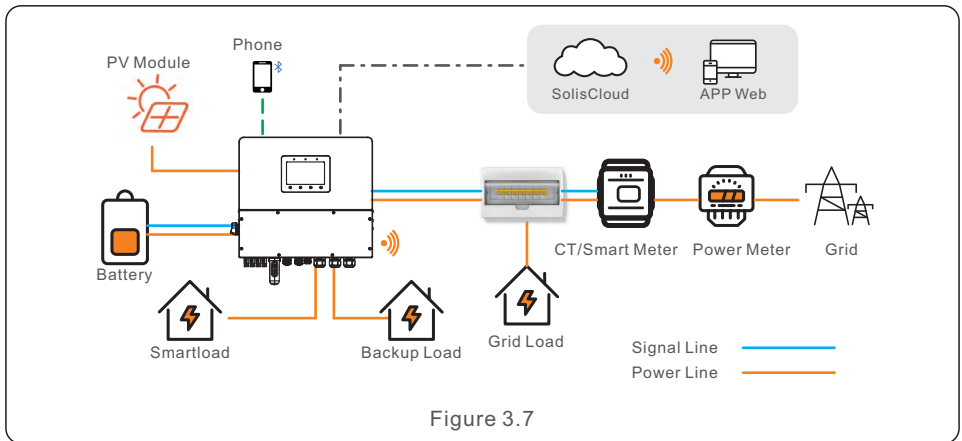 Phone
PV Module
SolisCloud
APP Web
CT/Smart Meter
Power Meter
Grid
Battery
Smartload
Backup Load
Grid Load
Signal Line
Power Line
Figure 3.7